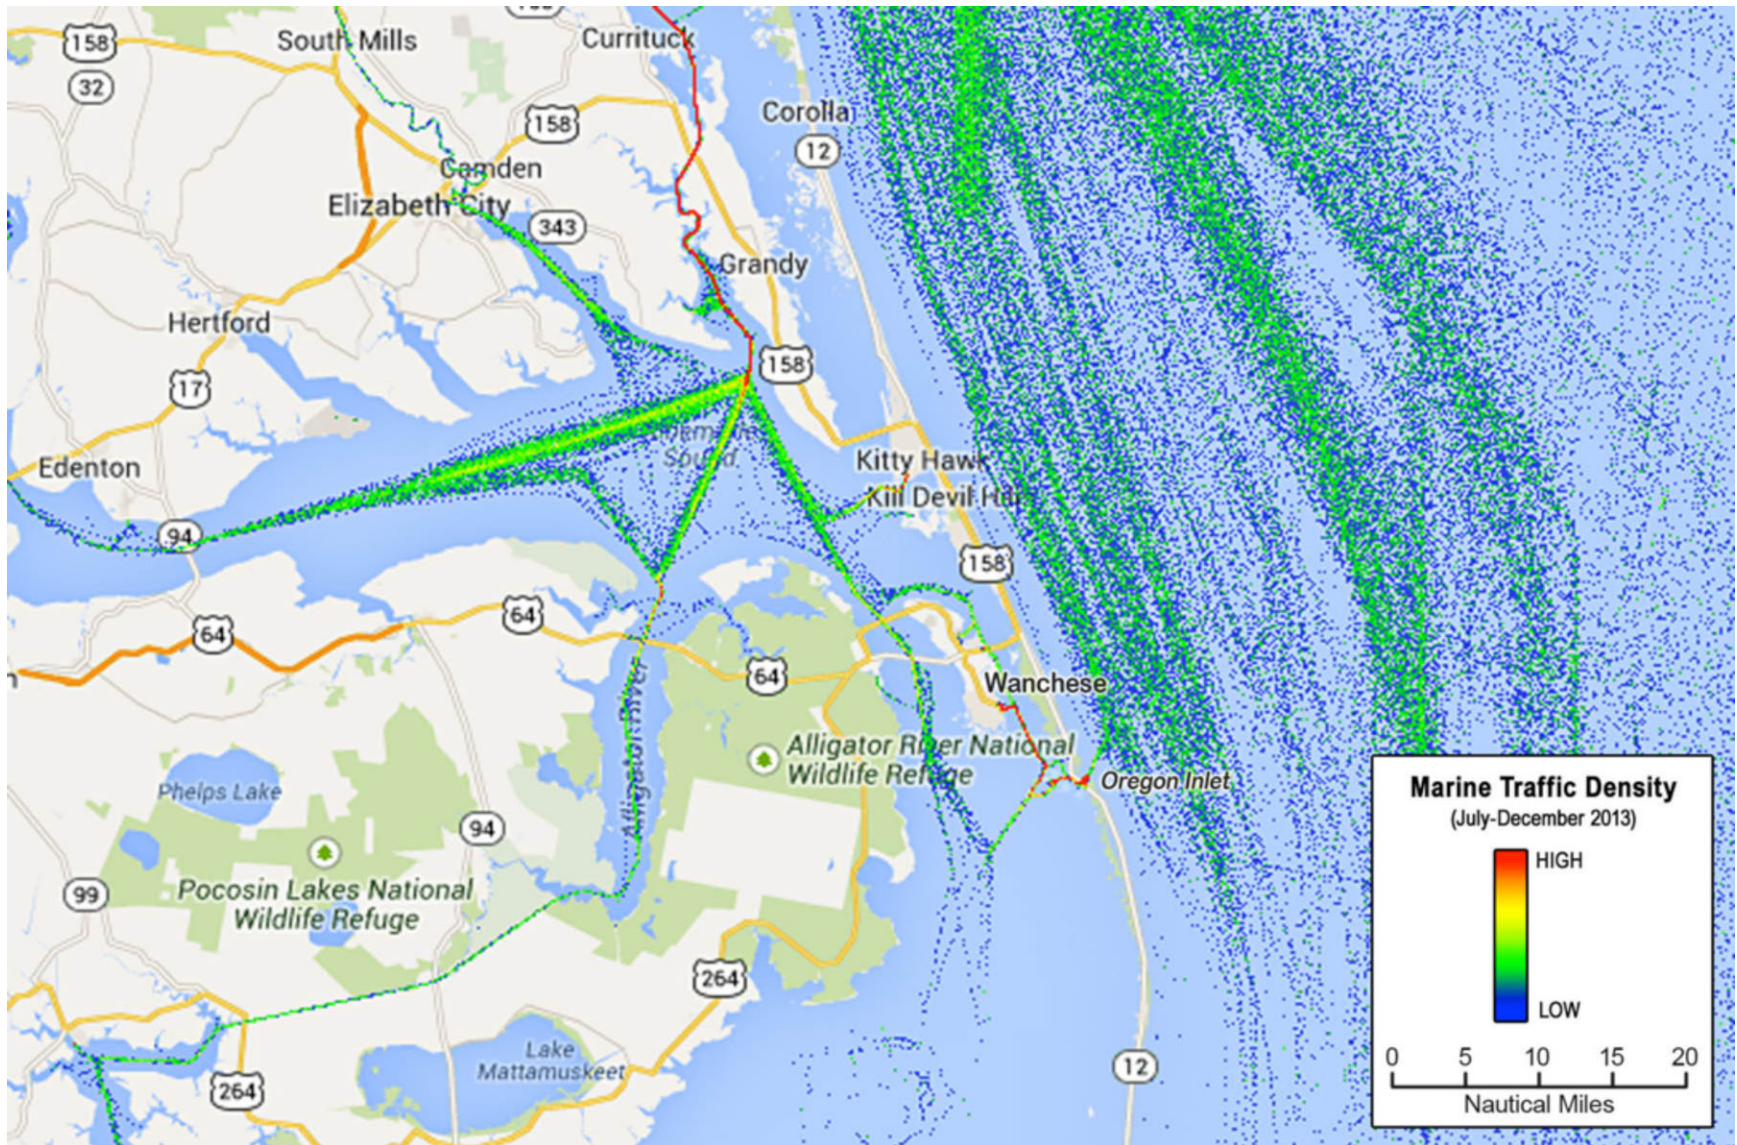 South Mills
Currituck
158
32
Corolla
158
12
Camden
Elizabeth City
343
Grandy
Hertford
158
17
Sound
Edenton
Kitty Hawk
Kill Devil Hill
94
158
64
64
64
Wanchese
Alligator River
Alligator River National
Wildlife Refuge
Oregon Inlet
Phelps Lake
94
99
Pocosin Lakes National
Wildlife Refuge
264
Lake
Mattamuskeet
264
12
Marine Traffic Density
(July-December 2013)
HIGH
LOW
0 5 10 15 20
Nautical Miles